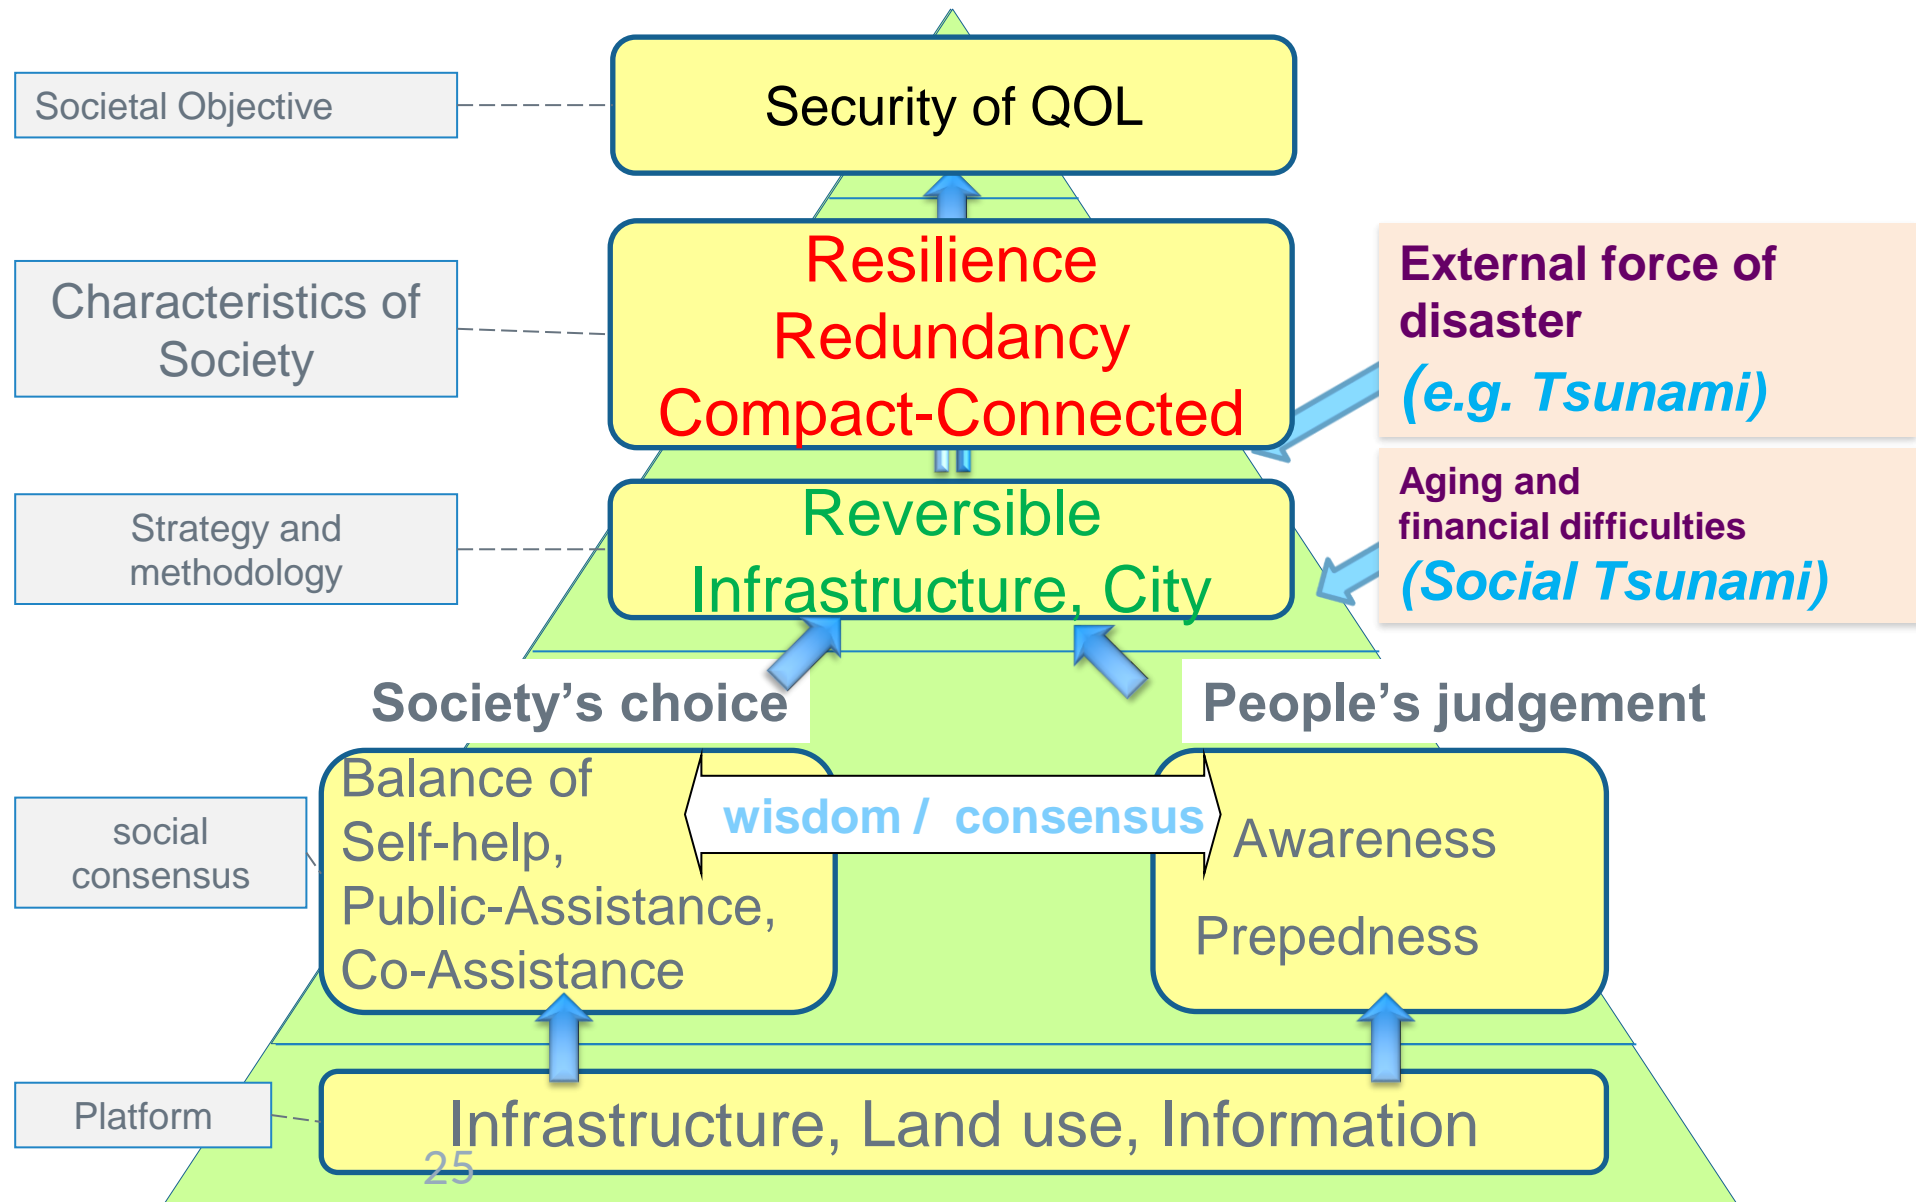 Societal Objective
Security of QOL
Characteristics of
Society
Resilience
Redundancy
Compact-Connected
External force of
disaster
(e.g. Tsunami)
Strategy and
methodology
Reversible
Infrastructure, City
Aging and
financial difficulties
(Social Tsunami)
Society’s choice
People’s judgement
social
consensus
Balance of
Self-help,
Public-Assistance,
Co-Assistance
wisdom / consensus
Awareness
Prepedness
Platform
Infrastructure, Land use, Information
25